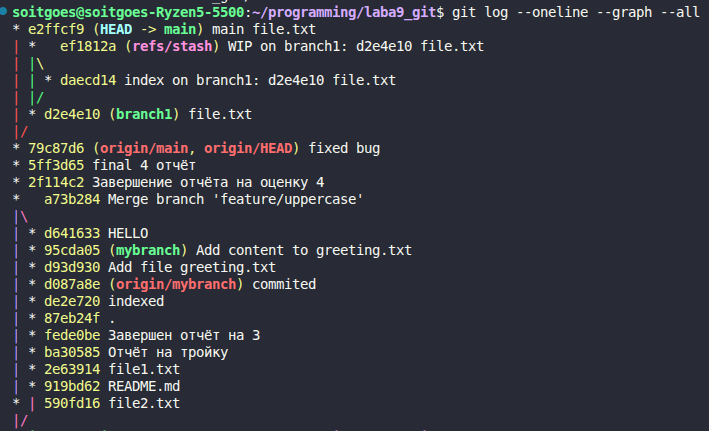 soitgoes@soitgoes-Ryzen5-5500:~/programming/laba9_git$ git log --oneline --graph --all
* e2ffcf9 (HEAD -> main) main file.txt
| *   ef1812a (refs/stash) WIP on branch1: d2e4e10 file.txt
| |\
| | * daecd14 index on branch1: d2e4e10 file.txt
| |/
| * d2e4e10 (branch1) file.txt
|/
* 79c87d6 (origin/main, origin/HEAD) fixed bug
* 5ff3d65 final 4 отчёт
* 2f114c2 Завершение отчёта на оценку 4
*   a73b284 Merge branch 'feature/uppercase'
|\
| * d641633 HELLO
| * 95cda05 (mybranch) Add content to greeting.txt
| * d93d930 Add file greeting.txt
| * d087a8e (origin/mybranch) commited
| * de2e720 indexed
| * 87eb24f .
| * fede0be Завершен отчёт на 3
| * ba30585 Отчёт на тройку
| * 2e63914 file1.txt
| * 919bd62 README.md
* | 590fd16 file2.txt
|/